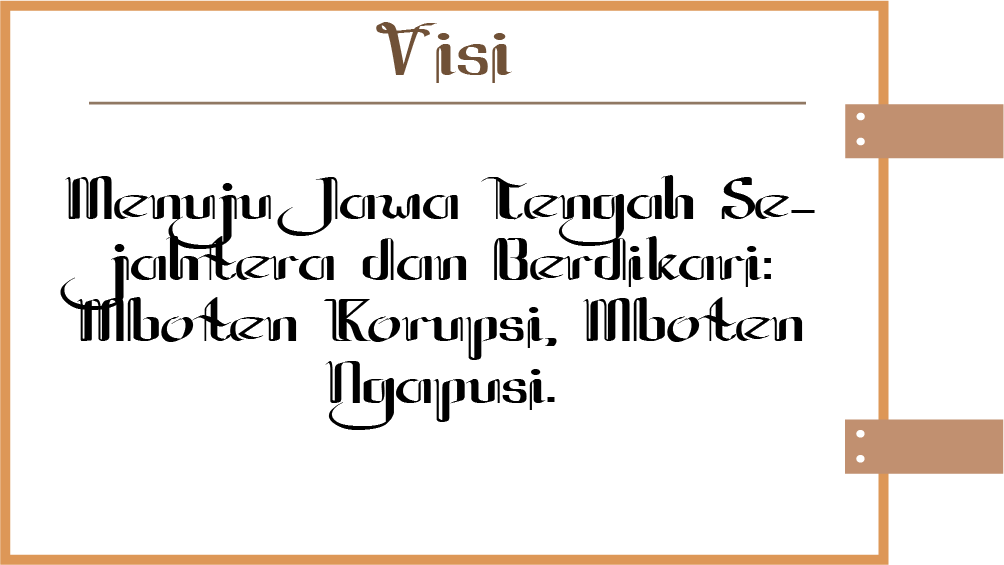 Visi
Menuju Jawa Tengah Se-
jahtera dan Berdikari:
Mboten Korupsi, Mboten
Ngapusi.